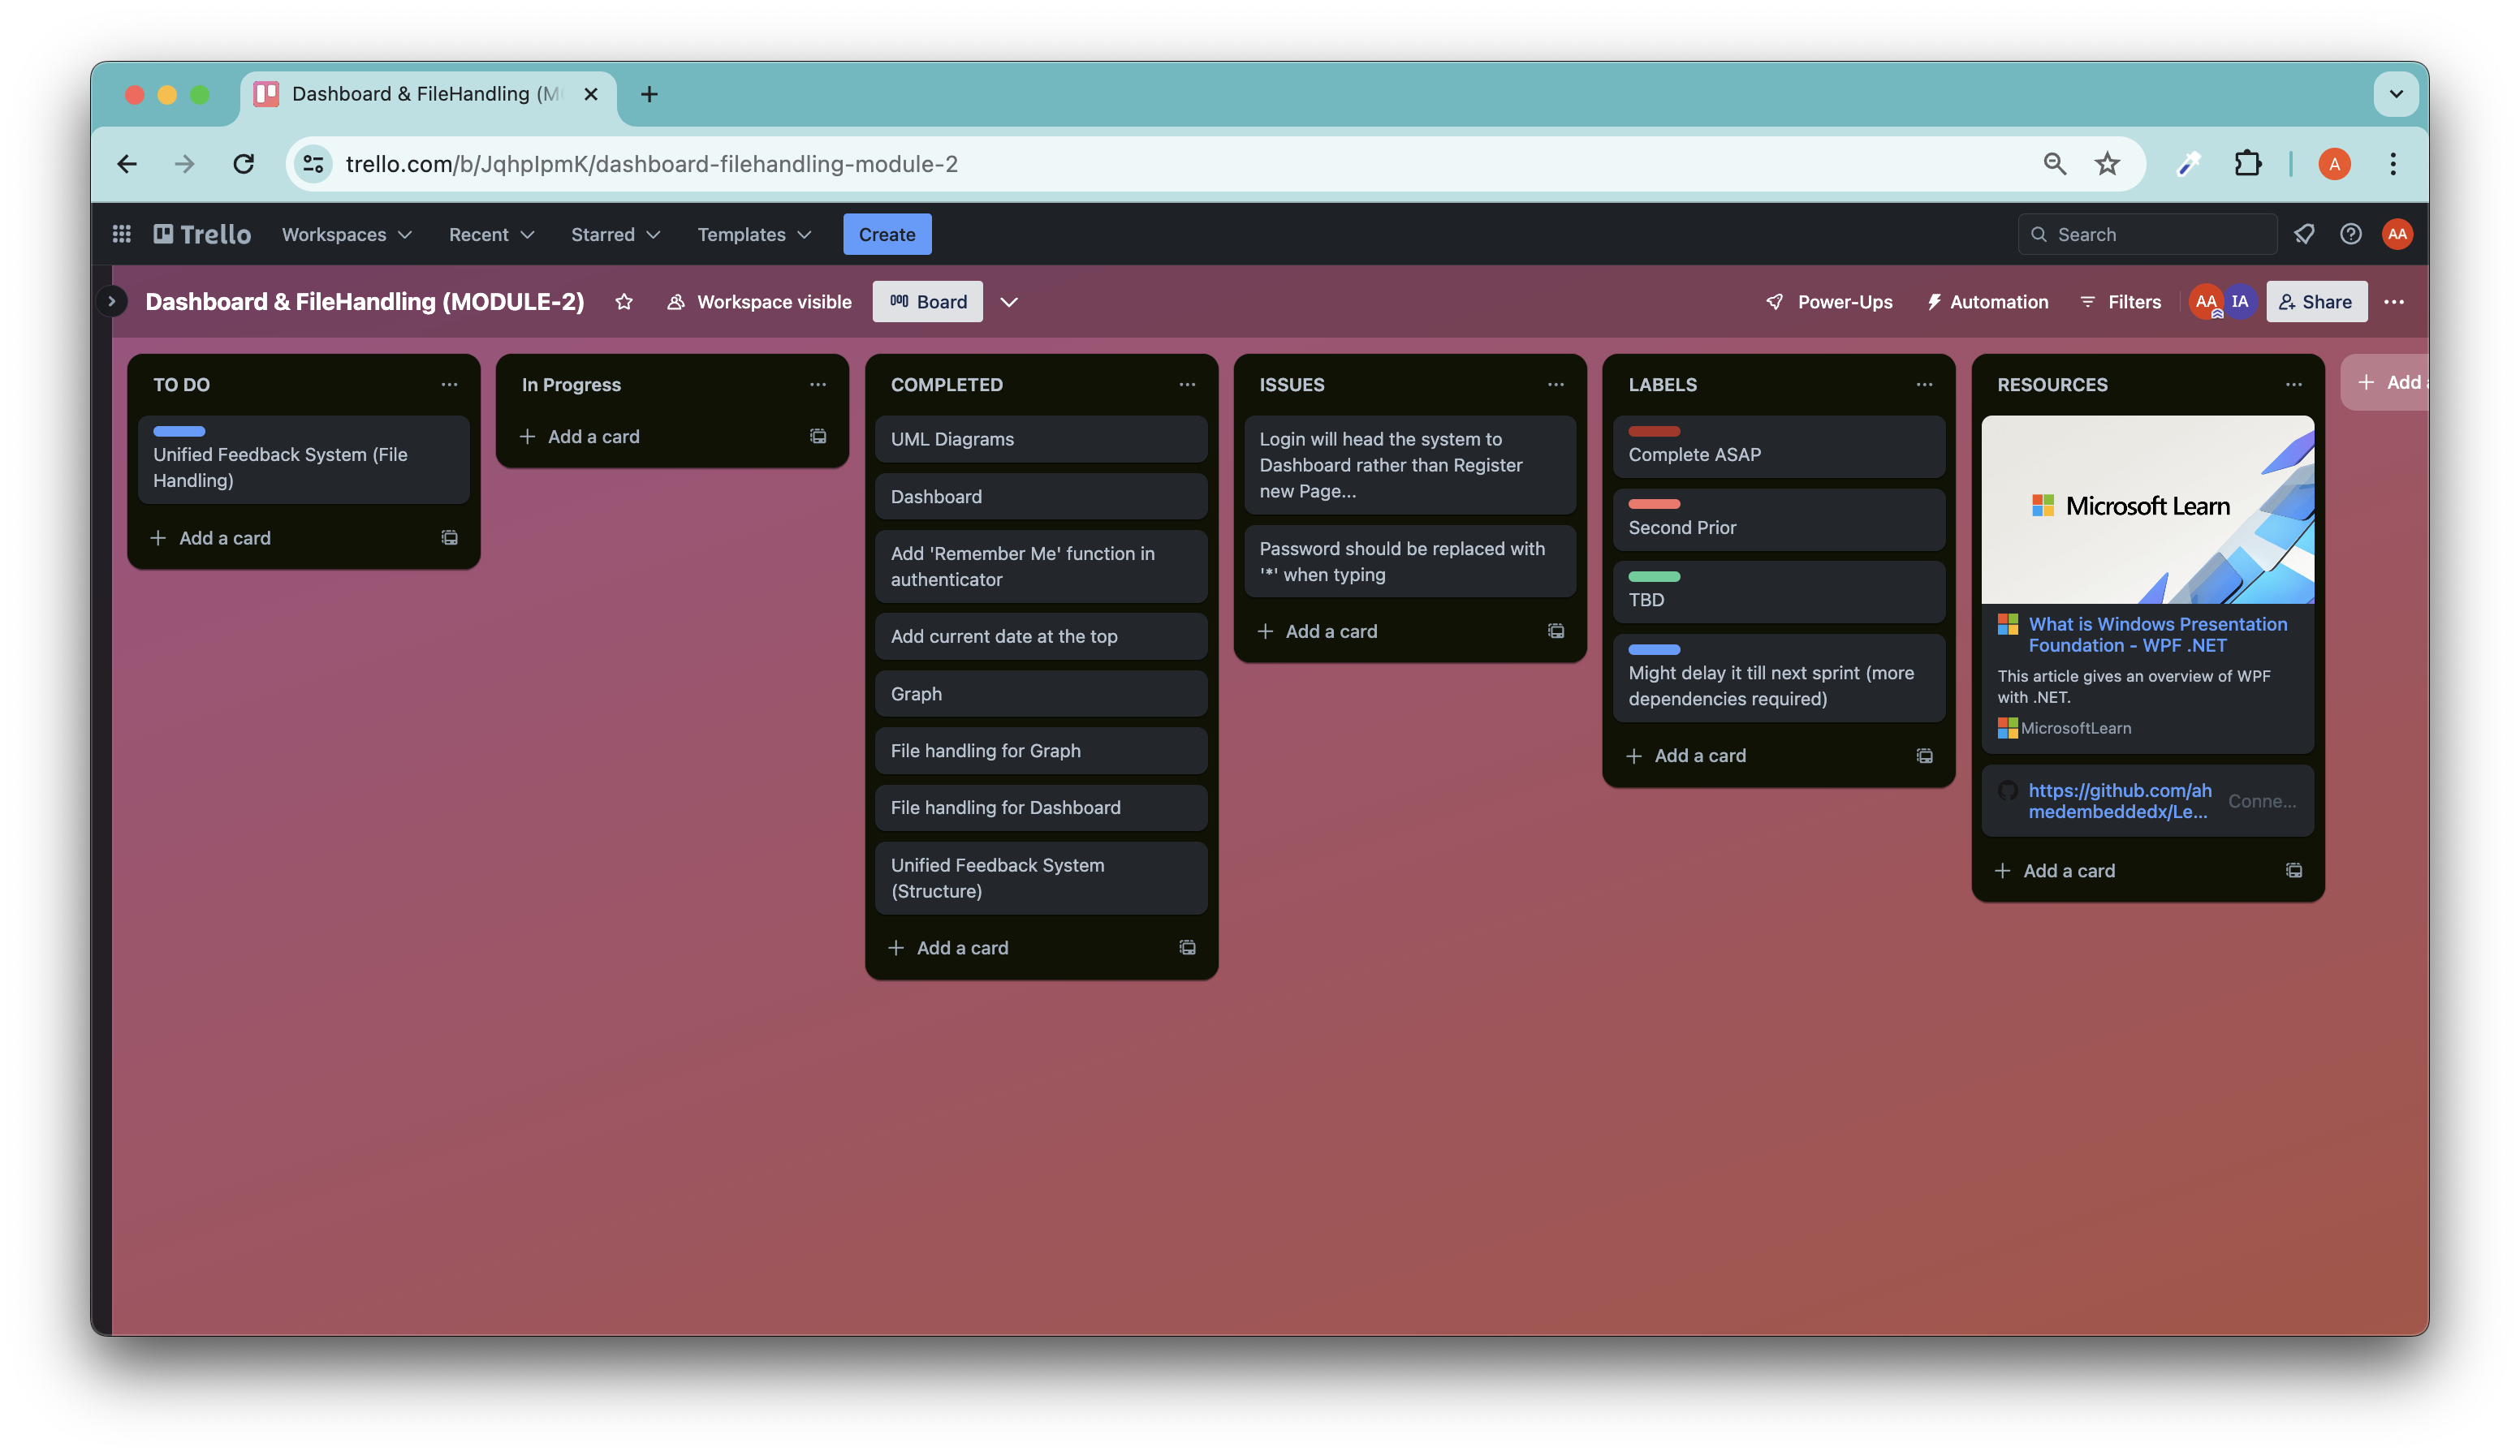 Dashboard & FileHandling (M
trello.com/b/JqhpIpmK/dashboard-filehandling-module-2
A
Trello
Workspaces
Recent
Starred
Templates
Create
Search
AA
Dashboard & FileHandling (MODULE-2)
Workspace visible
Board
Power-Ups
Automation
Filters
AA
IA
Share
TO DO
Unified Feedback System (File
Handling)
Add a card
In Progress
Add a card
COMPLETED
UML Diagrams
Dashboard
Add 'Remember Me' function in
authenticator
Add current date at the top
Graph
File handling for Graph
File handling for Dashboard
Unified Feedback System
(Structure)
Add a card
ISSUES
Login will head the system to
Dashboard rather than Register
new Page...
Password should be replaced with
'*' when typing
Add a card
LABELS
Complete ASAP
Second Prior
TBD
Might delay it till next sprint (more
dependencies required)
Add a card
RESOURCES
Microsoft Learn
What is Windows Presentation
Foundation - WPF .NET
This article gives an overview of WPF
with .NET.
MicrosoftLearn
https://github.com/ah
medembeddedx/Le...
Conne...
Add a card
Add